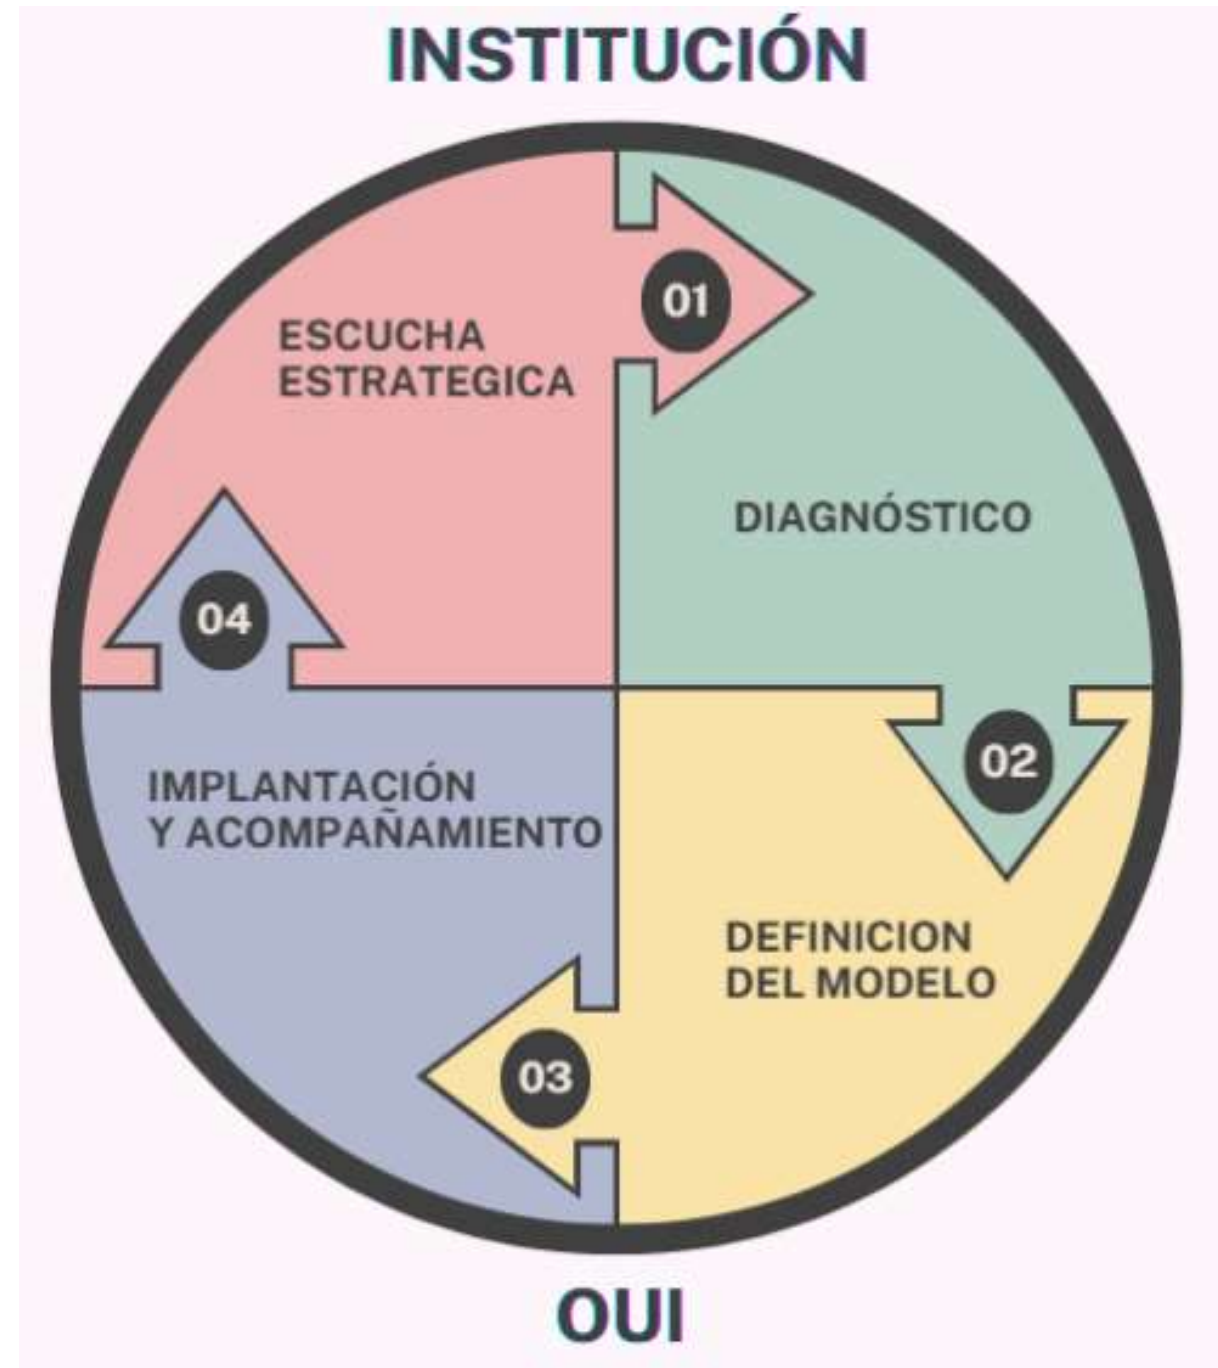 INSTITUCIÓN
01
ESCUCHA
ESTRATEGICA
DIAGNÓSTICO
04
02
IMPLANTACIÓN
Y ACOMPAÑAMIENTO
DEFINICION
DEL MODELO
03
OUI